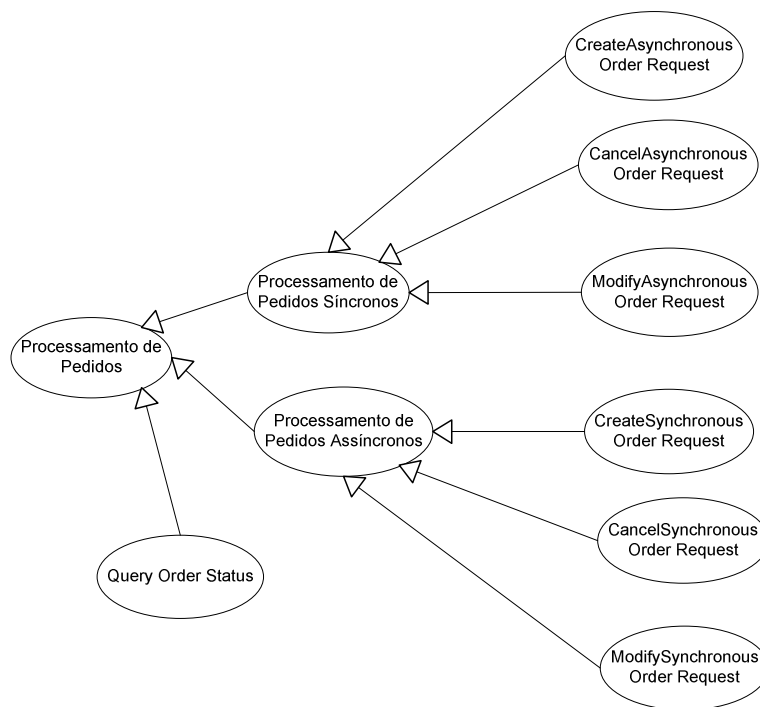 CreateAsynchronous
Order Request
CancelAsynchronous
Order Request
Processamento de
Pedidos Síncronos
ModifyAsynchronous
Order Request
Processamento de
Pedidos
Processamento de
Pedidos Assíncronos
CreateSynchronous
Order Request
CancelSynchronous
Order Request
Query Order Status
ModifySynchronous
Order Request